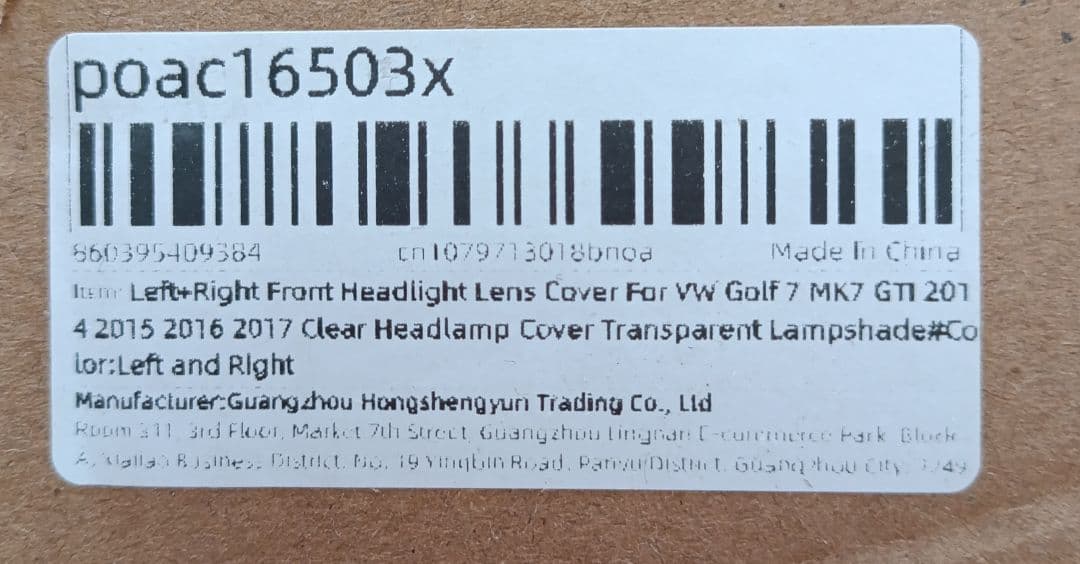 poac16503x
860395409384 cn1079713018bnoa Made In China
Item: Left+Right Front Headlight Lens Cover For VW Golf 7 MK7 GTI 201
4 2015 2016 2017 Clear Headlamp Cover Transparent Lampshade#Co
lor:Left and Right
Manufacturer:Guangzhou Hongshengyun Trading Co., Ltd
Room 311, 3rd Floor, Market 7th Street, Guangzhou Lingnan E-commerce Park, Block
A, Business District, No. 19 Yingbin Road, Panyu District, Guangzhou City,